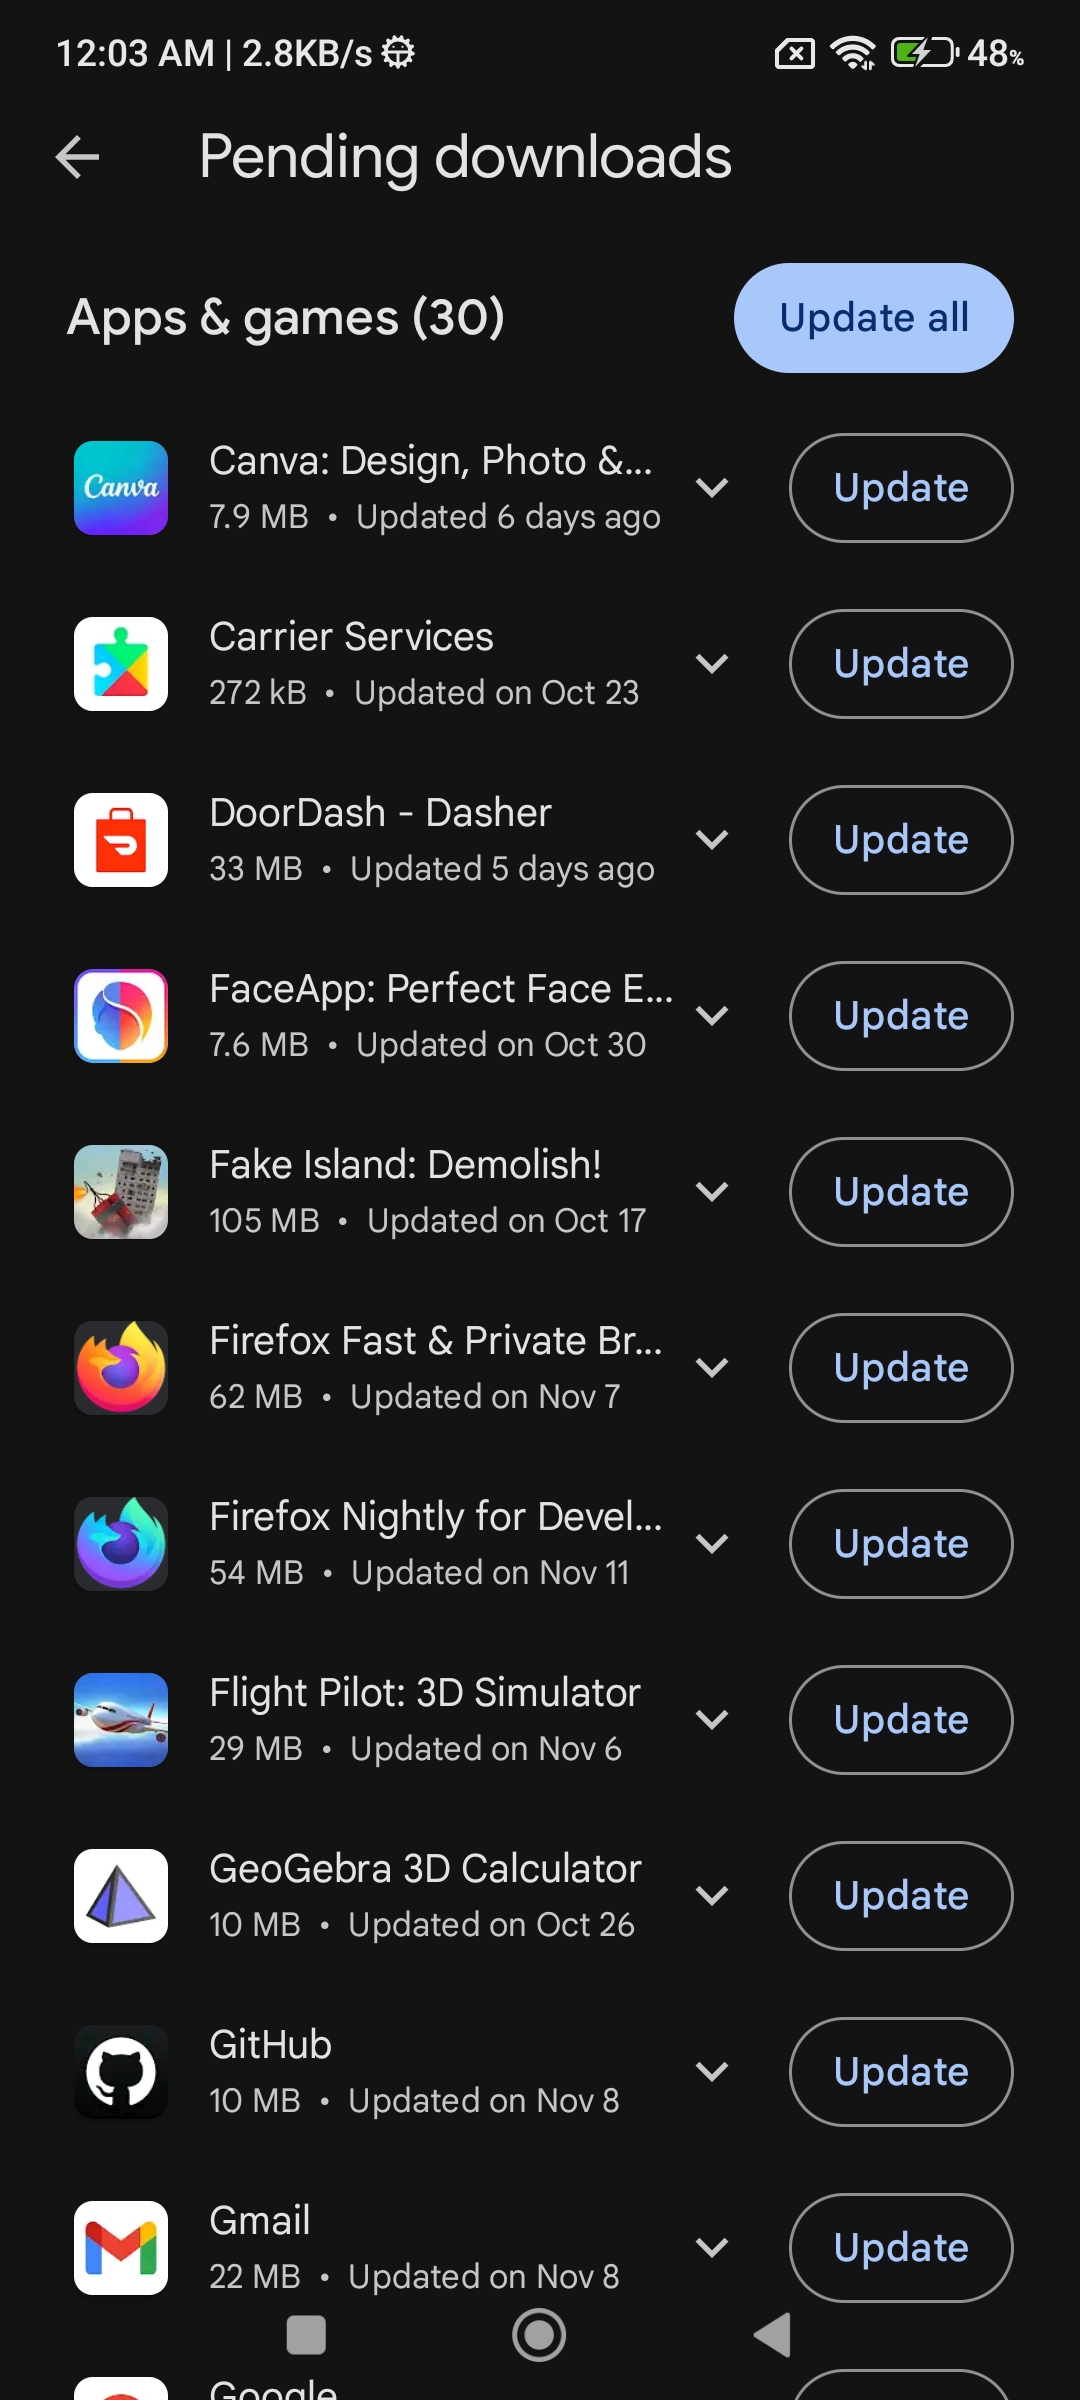 12:03 AM | 2.8KB/s 48%
Pending downloads
Apps & games (30) Update all
Canva
Canva: Design, Photo &...
7.9 MB • Updated 6 days ago
Update
Carrier Services
272 kB • Updated on Oct 23
Update
DoorDash - Dasher
33 MB • Updated 5 days ago
Update
FaceApp: Perfect Face E...
7.6 MB • Updated on Oct 30
Update
Fake Island: Demolish!
105 MB • Updated on Oct 17
Update
Firefox Fast & Private Br...
62 MB • Updated on Nov 7
Update
Firefox Nightly for Devel...
54 MB • Updated on Nov 11
Update
Flight Pilot: 3D Simulator
29 MB • Updated on Nov 6
Update
GeoGebra 3D Calculator
10 MB • Updated on Oct 26
Update
GitHub
10 MB • Updated on Nov 8
Update
Gmail
22 MB • Updated on Nov 8
Update
Google